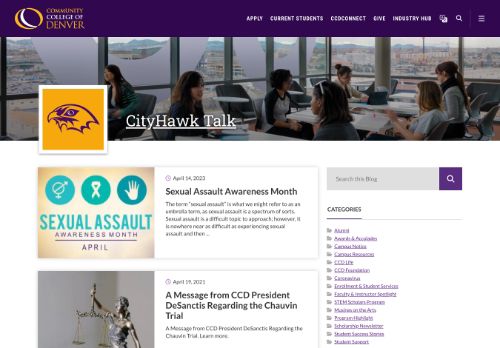 COMMUNITY
COLLEGE OF
DENVER
APPLY CURRENT STUDENTS CCDCONNECT GIVE INDUSTRY HUB
CityHawk Talk
April 14, 2023
Sexual Assault Awareness Month
The term "sexual assault" is what we might refer to as an
umbrella term, as sexual assault is a spectrum of sorts.
Sexual assault is a difficult topic to approach; however, it
is nowhere near as difficult as experiencing sexual
assault and then ...
SEXUAL ASSAULT
AWARENESS MONTH
APRIL
April 19, 2021
A Message from CCD President
DeSantis Regarding the Chauvin
Trial
A Message from CCD President DeSantis Regarding the
Chauvin Trial. Learn more.
Search this Blog
CATEGORIES
Alumni
Awards & Accolades
Campus Notice
Campus Resources
CCD Life
CCD Foundation
Coronavirus
Enrollment & Student Services
Faculty & Instructor Spotlight
STEM Scholars Program
Musings on the Arts
Program Highlight
Scholarship Newsletter
Student Success Stories
Student Support